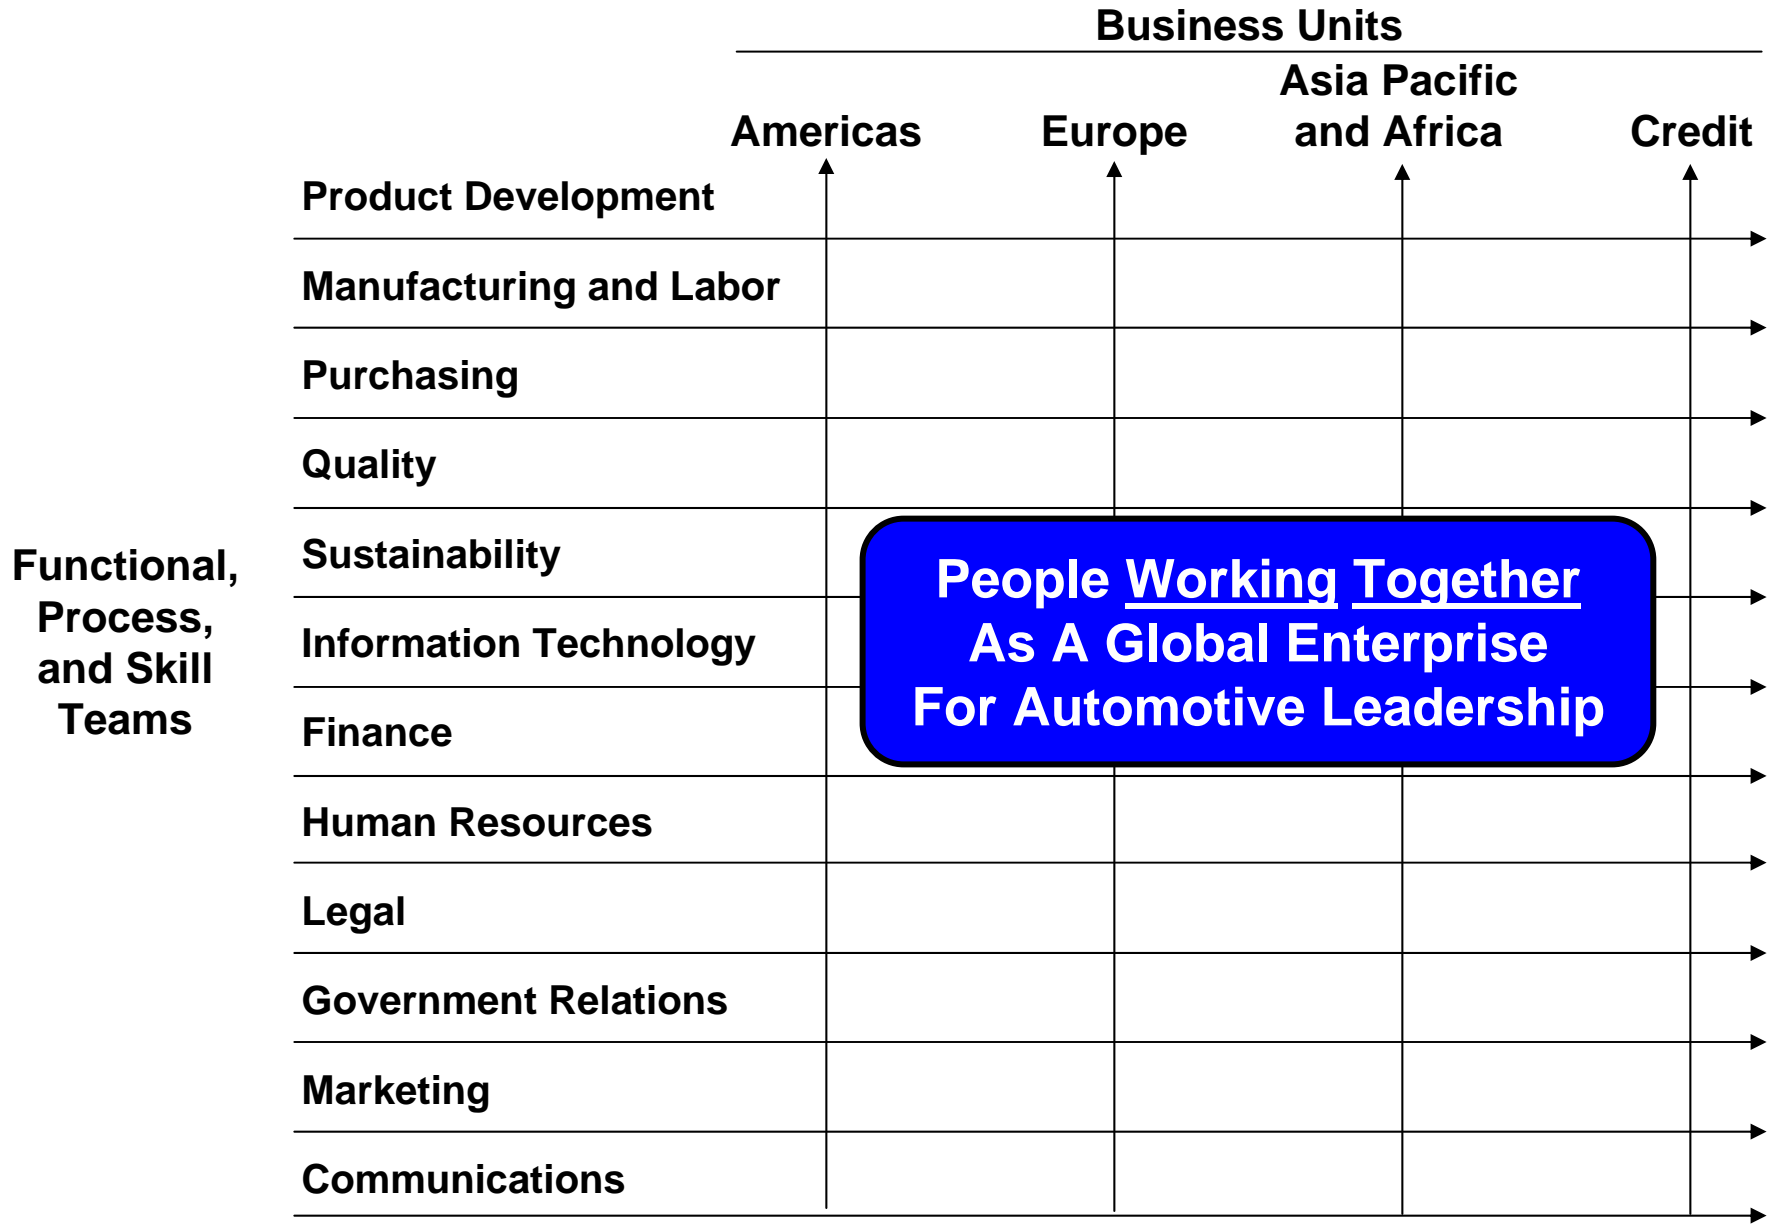 Business Units
Asia Pacific
Americas Europe and Africa Credit
Product Development
Manufacturing and Labor
Purchasing
Quality
Sustainability
Information Technology
Finance
Human Resources
Legal
Government Relations
Marketing
Communications
Functional,
Process,
and Skill
Teams
People Working Together
As A Global Enterprise
For Automotive Leadership